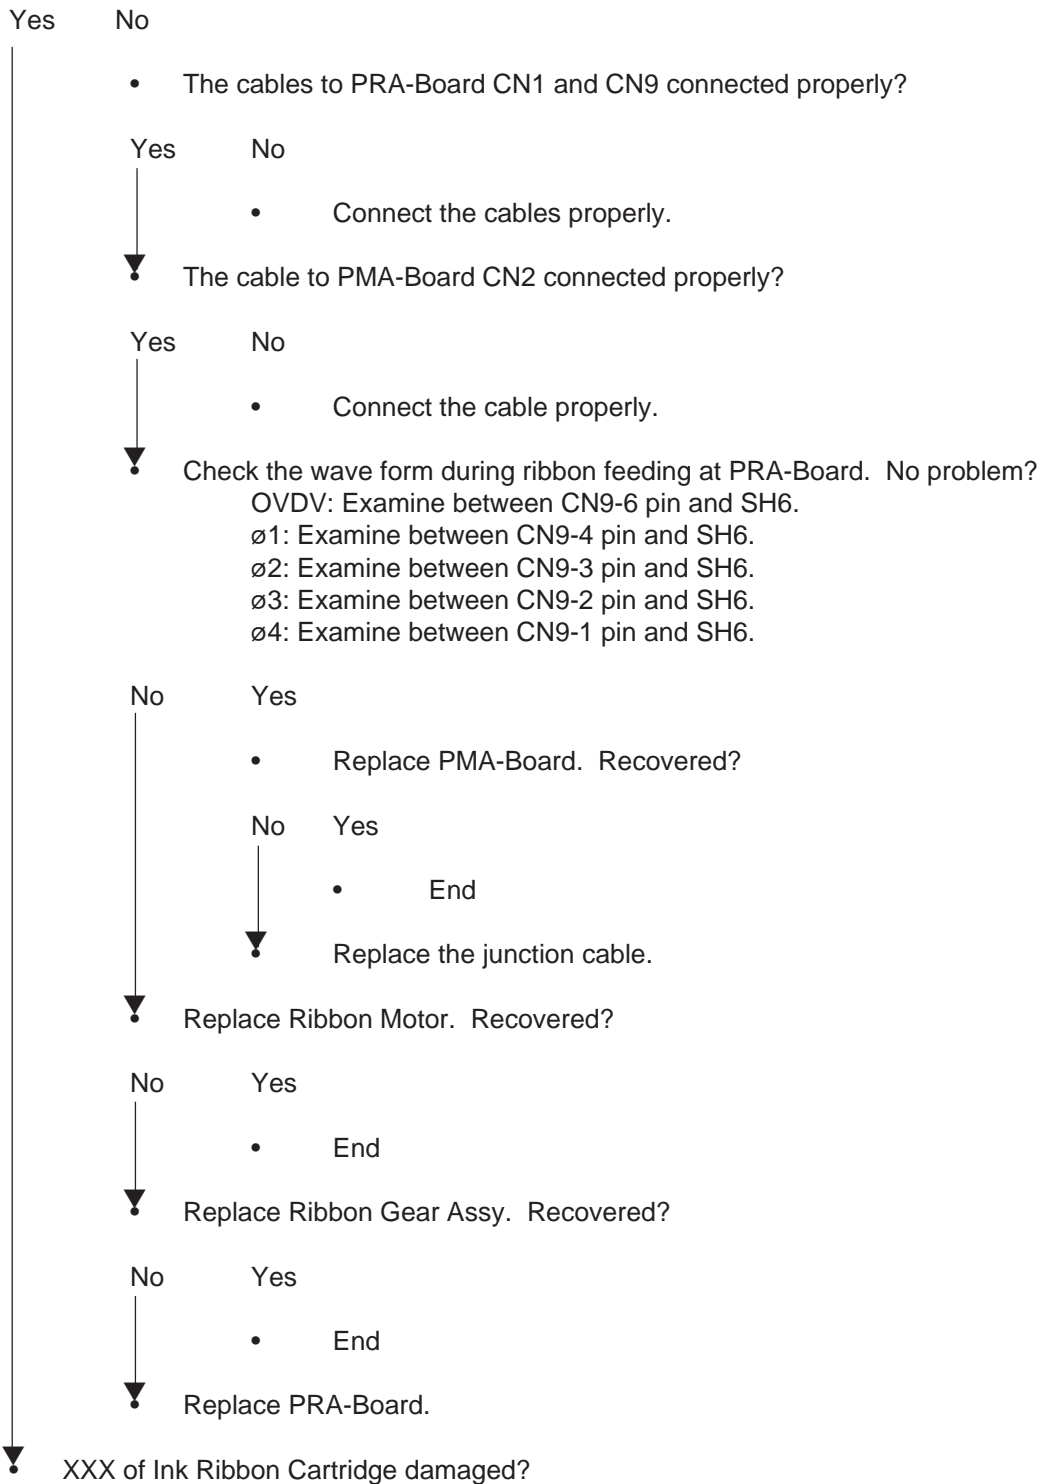 Yes No
• The cables to PRA-Board CN1 and CN9 connected properly?
Yes No
• Connect the cables properly.
• The cable to PMA-Board CN2 connected properly?
Yes No
• Connect the cable properly.
• Check the wave form during ribbon feeding at PRA-Board. No problem?
OVDV: Examine between CN9-6 pin and SH6.
ø1: Examine between CN9-4 pin and SH6.
ø2: Examine between CN9-3 pin and SH6.
ø3: Examine between CN9-2 pin and SH6.
ø4: Examine between CN9-1 pin and SH6.
No Yes
• Replace PMA-Board. Recovered?
No Yes
• End
• Replace the junction cable.
• Replace Ribbon Motor. Recovered?
No Yes
• End
• Replace Ribbon Gear Assy. Recovered?
No Yes
• End
• Replace PRA-Board.
• XXX of Ink Ribbon Cartridge damaged?